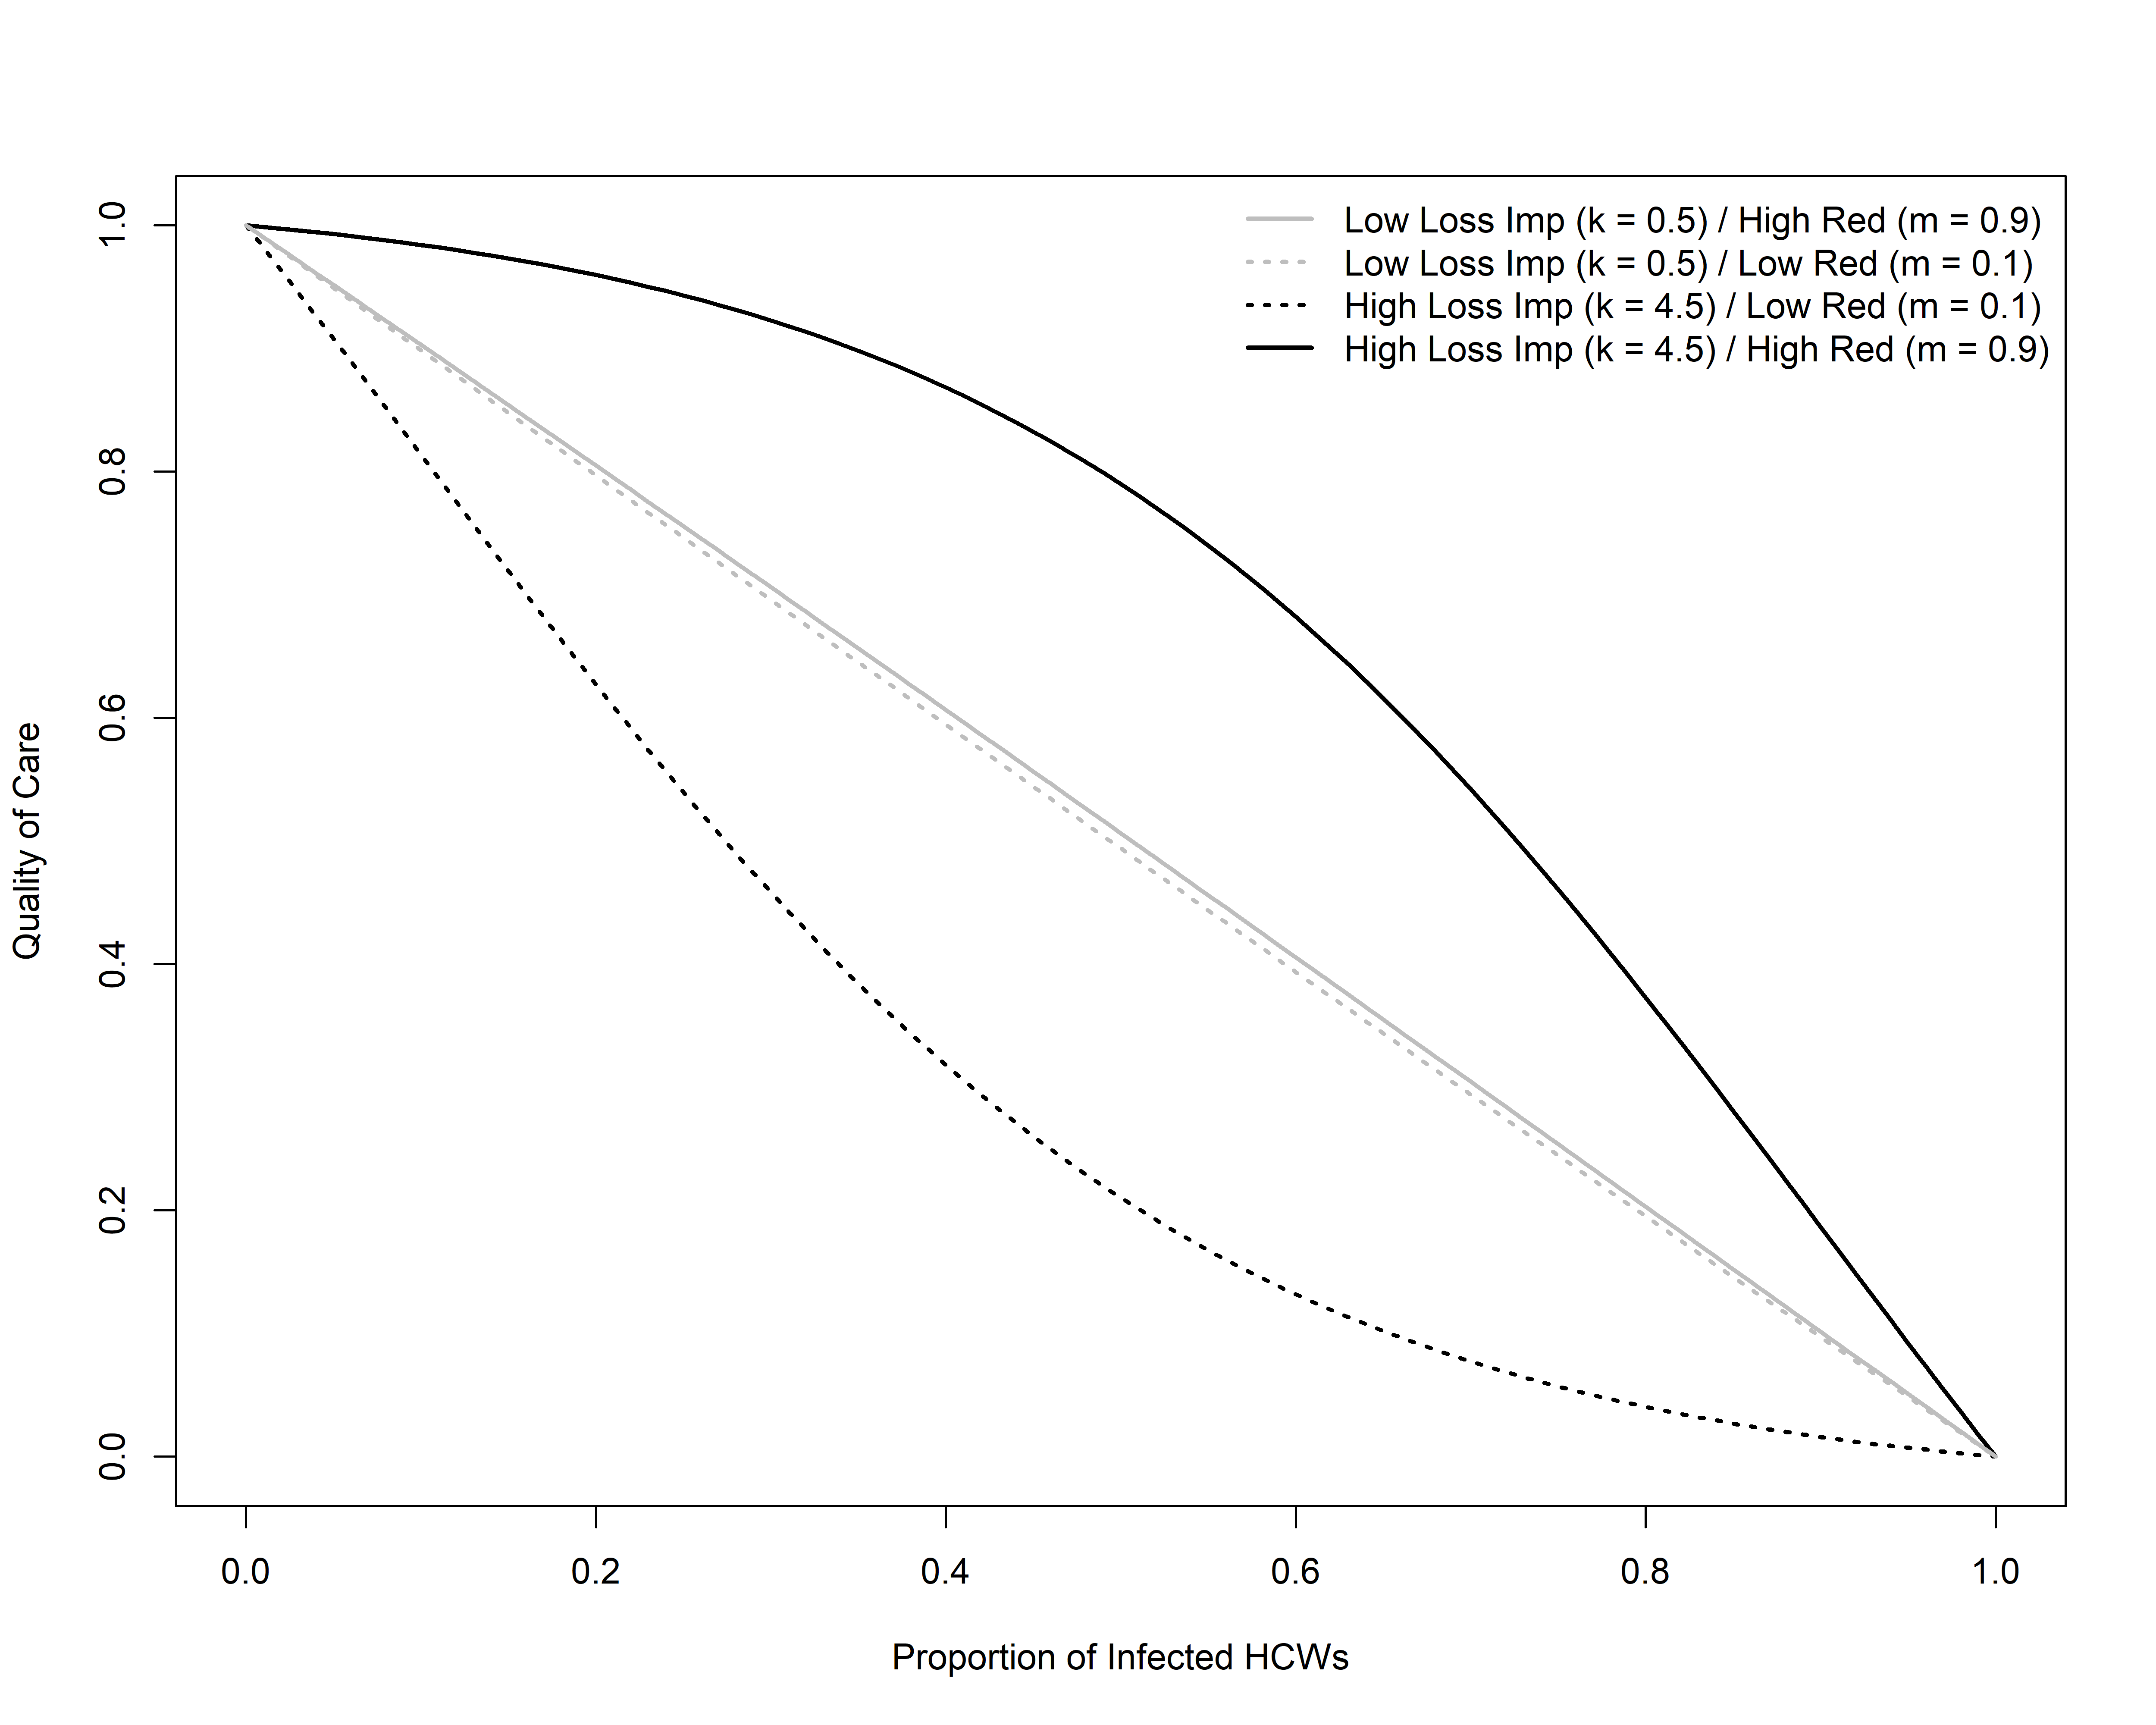 Low Loss Imp (k = 0.5) / High Red (m = 0.9)
Low Loss Imp (k = 0.5) / Low Red (m = 0.1)
High Loss Imp (k = 4.5) / Low Red (m = 0.1)
High Loss Imp (k = 4.5) / High Red (m = 0.9)
Quality of Care
1.0
0.8
0.6
0.4
0.2
0.0
0.0 0.2 0.4 0.6 0.8 1.0
Proportion of Infected HCWs